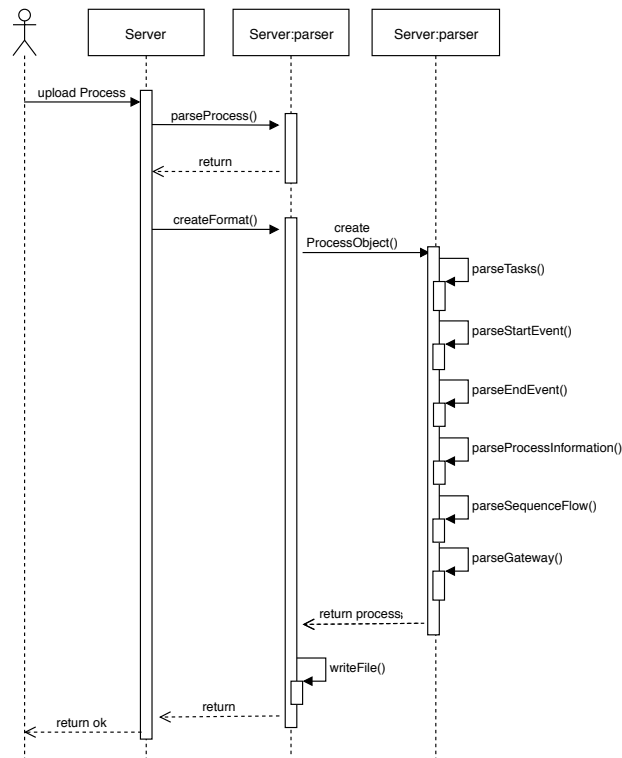 Server
Server:parser
Server:parser
upload Process
parseProcess()
return
createFormat()
create
ProcessObject()
parseTasks()
parseStartEvent()
parseEndEvent()
parseProcessInformation()
parseSequenceFlow()
parseGateway()
return process;
writeFile()
return
return ok